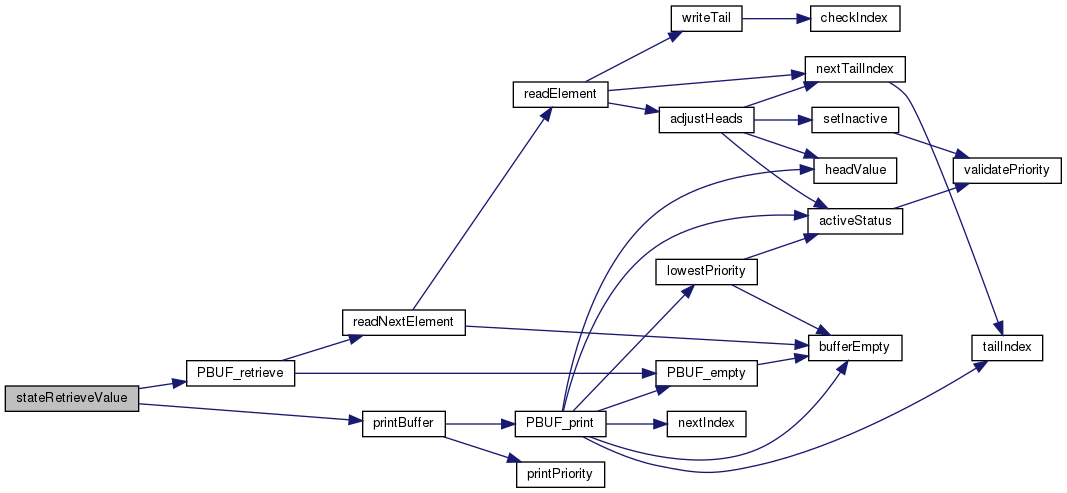 writeTail
checkIndex
nextTailIndex
readElement
adjustHeads
setInactive
headValue
validatePriority
activeStatus
lowestPriority
readNextElement
bufferEmpty
tailIndex
PBUF_retrieve
PBUF_empty
stateRetrieveValue
printBuffer
PBUF_print
nextIndex
printPriority